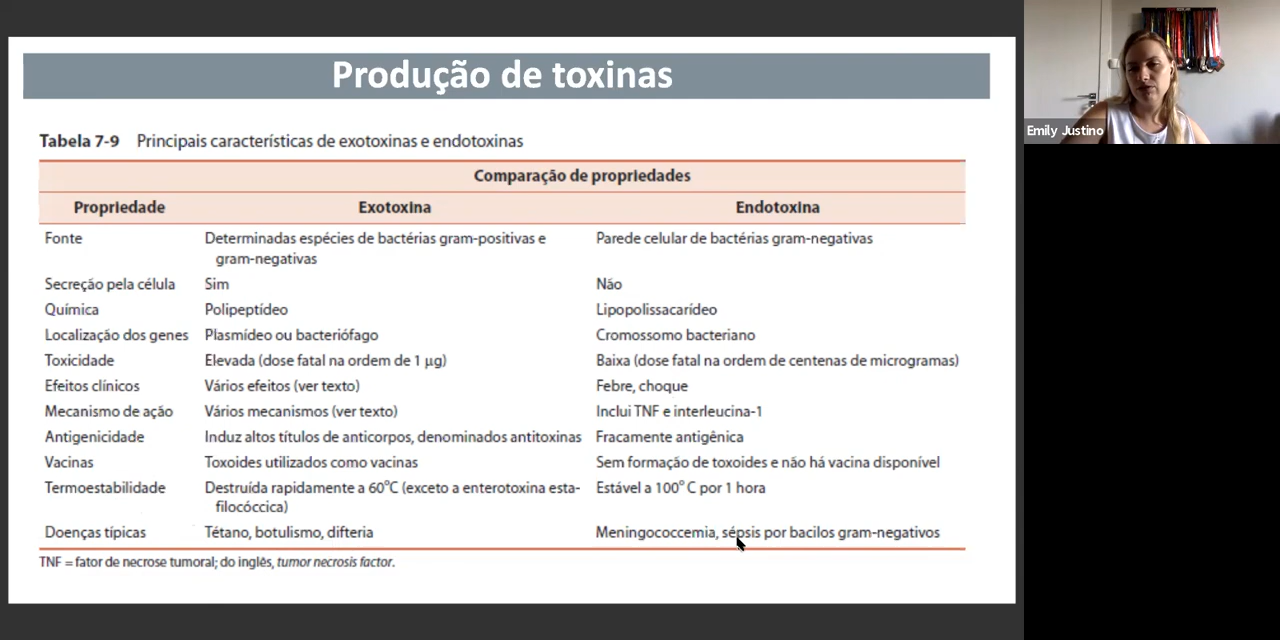 Produção de toxinas
Emily Justino
Tabela 7-9 Principais características de exotoxinas e endotoxinas
Comparação de propriedades
Propriedade Exotoxina Endotoxina
Fonte Determinadas espécies de bactérias gram-positivas e Parede celular de bactérias gram-negativas
gram-negativas
Secreção pela célula Sim Não
Química Polipeptídeo Lipopolissacarídeo
Localização dos genes Plasmídeo ou bacteriófago Cromossomo bacteriano
Toxicidade Elevada (dose fatal na ordem de 1 µg) Baixa (dose fatal na ordem de centenas de microgramas)
Efeitos clínicos Vários efeitos (ver texto) Febre, choque
Mecanismo de ação Vários mecanismos (ver texto) Inclui TNF e interleucina-1
Antigenicidade Induz altos títulos de anticorpos, denominados antitoxinas Fracamente antigênica
Vacinas Toxoides utilizados como vacinas Sem formação de toxoides e não há vacina disponível
Termoestabilidade Destruída rapidamente a 60°C (exceto a enterotoxina esta- Estável a 100° C por 1 hora
filocóccica)
Doenças típicas Tétano, botulismo, difteria Meningococcemia, sépsis por bacilos gram-negativos
TNF = fator de necrose tumoral; do inglês, tumor necrosis factor.